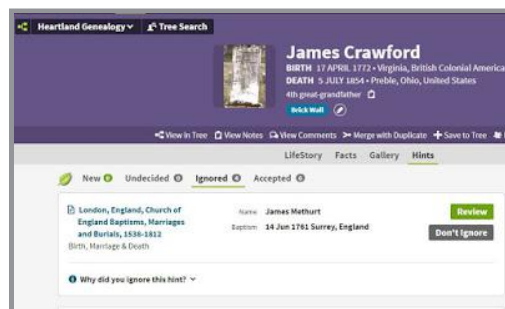 Heartland Genealogy Tree Search
James Crawford
BIRTH 17 APRIL 1772 • Virginia, British Colonial America
DEATH 5 JULY 1854 • Preble, Ohio, United States
4th great-grandfather
Brick Wall
View in Tree View Notes View Comments Merge with Duplicate Save to Tree
LifeStory Facts Gallery Hints
New 0 Undecided 0 Ignored Accepted 0
London, England, Church of Name James Methurt Review
England Baptisms, Marriages Baptism 14 Jun 1761 Surrey, England Don't Ignore
and Burials, 1538-1812
Birth, Marriage & Death
Why did you ignore this hint?